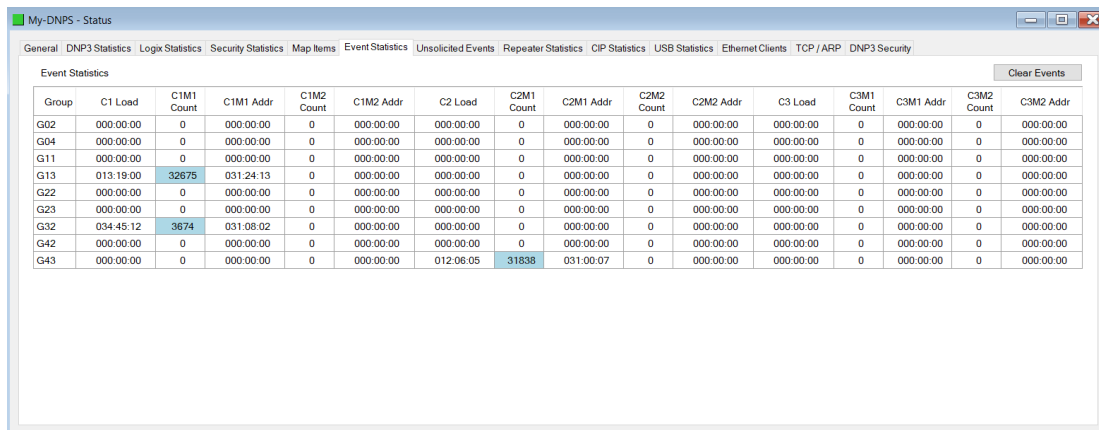 My-DNPS - Status
General DNP3 Statistics Logix Statistics Security Statistics Map Items Event Statistics Unsolicited Events Repeater Statistics CIP Statistics USB Statistics Ethernet Clients TCP / ARP DNP3 Security
Event Statistics Clear Events
Group C1 Load C1M1 Count C1M1 Addr C1M2 Count C1M2 Addr C2 Load C2M1 Count C2M1 Addr C2M2 Count C2M2 Addr C3 Load C3M1 Count C3M1 Addr C3M2 Count C3M2 Addr
G02 000:00:00 0 000:00:00 0 000:00:00 000:00:00 0 000:00:00 0 000:00:00 000:00:00 0 000:00:00 0 000:00:00
G04 000:00:00 0 000:00:00 0 000:00:00 000:00:00 0 000:00:00 0 000:00:00 000:00:00 0 000:00:00 0 000:00:00
G11 000:00:00 0 000:00:00 0 000:00:00 000:00:00 0 000:00:00 0 000:00:00 000:00:00 0 000:00:00 0 000:00:00
G13 013:19:00 32675 031:24:13 0 000:00:00 000:00:00 0 000:00:00 0 000:00:00 000:00:00 0 000:00:00 0 000:00:00
G22 000:00:00 0 000:00:00 0 000:00:00 000:00:00 0 000:00:00 0 000:00:00 000:00:00 0 000:00:00 0 000:00:00
G23 000:00:00 0 000:00:00 0 000:00:00 000:00:00 0 000:00:00 0 000:00:00 000:00:00 0 000:00:00 0 000:00:00
G32 034:45:12 3674 031:08:02 0 000:00:00 000:00:00 0 000:00:00 0 000:00:00 000:00:00 0 000:00:00 0 000:00:00
G42 000:00:00 0 000:00:00 0 000:00:00 000:00:00 0 000:00:00 0 000:00:00 000:00:00 0 000:00:00 0 000:00:00
G43 000:00:00 0 000:00:00 0 000:00:00 012:06:05 31838 031:00:07 0 000:00:00 000:00:00 0 000:00:00 0 000:00:00